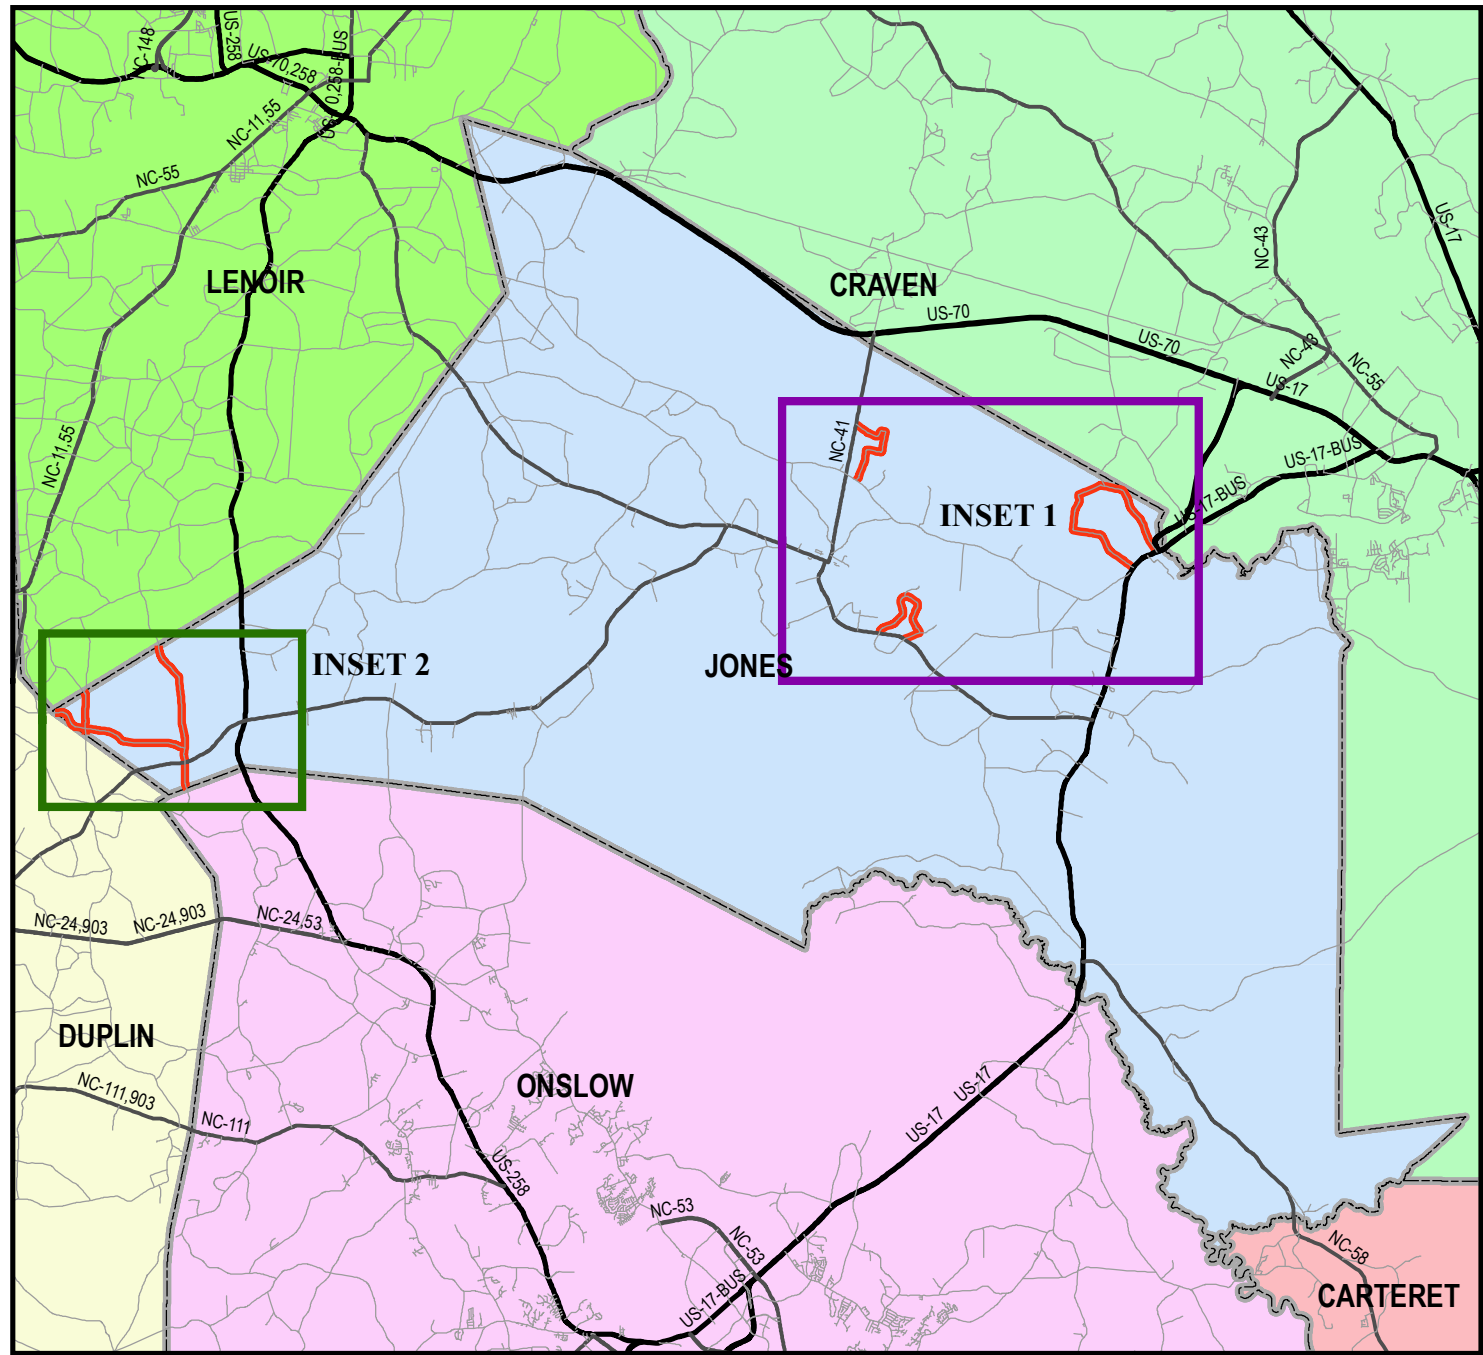 NC-148
US-258
US-70,258
US-70,258-BUS
NC-11,55
NC-55
US-17
NC-43
LENOIR
CRAVEN
US-70
US-70
NC-43
US-17
NC-55
NC-41
NC-11,55
US-17-BUS
US-17-BUS
INSET 1
INSET 2
JONES
NC-24,903
NC-24,903
NC-24,53
DUPLIN
ONSLOW
NC-111,903
NC-111
US-17
US-17
US-258
NC-53
NC-53
US-17-BUS
NC-58
CARTERET